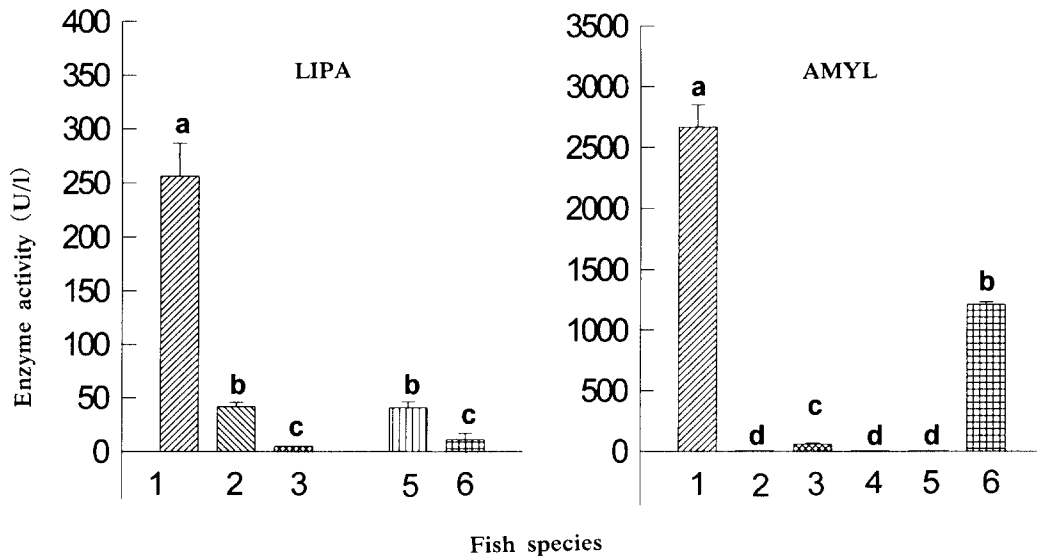 Enzyme activity (U/l)
400
350
300
250
200
150
100
50
0
LIPA
a
b
c
b
c
1 2 3 5 6
3500
3000
2500
2000
1500
1000
500
0
AMYL
a
d
c
d
d
b
1 2 3 4 5 6
Fish species